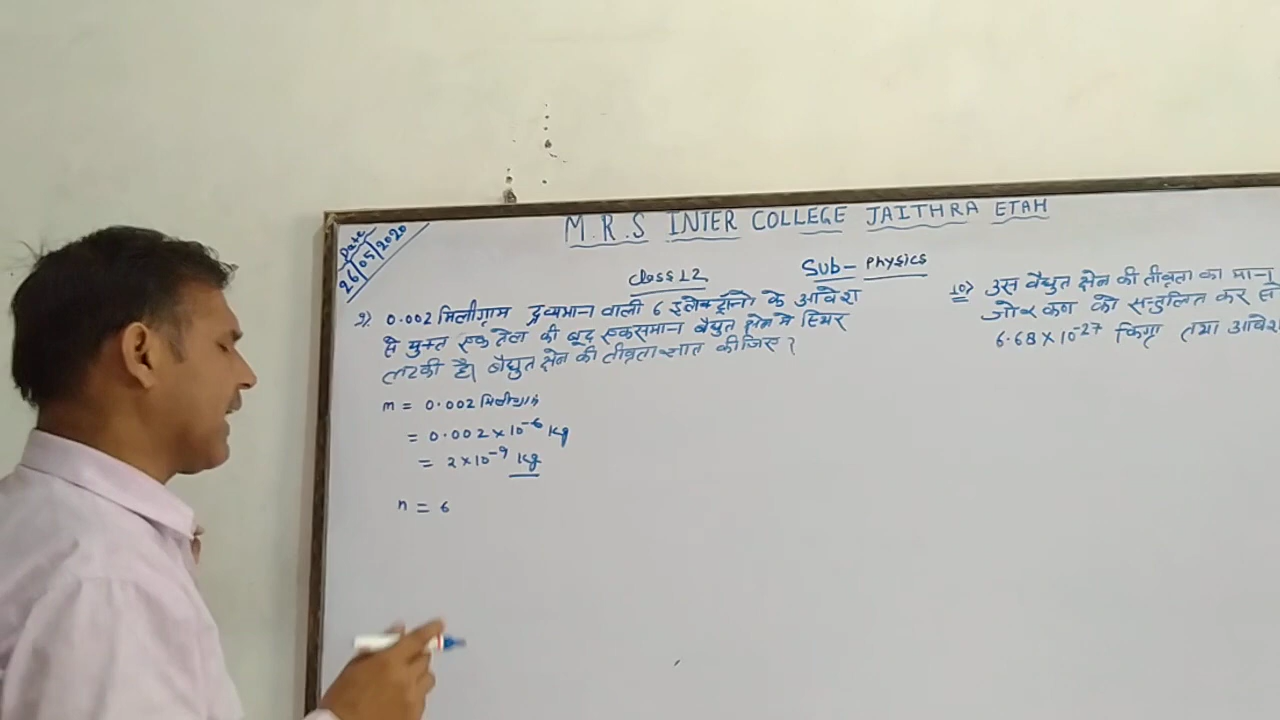 M.R.S INTER COLLEGE JAITHRA ETAH
Date
26/05/2020
Class 12
Sub- Physics
9) 0.002 मिलीग्राम द्रव्यमान वाली 6 इलेक्ट्रॉनो के आवेश
से युक्त एक तेल की बूद एकसमान वैद्युत क्षेत्र मे स्थिर
लटकी है। वैद्युत क्षेत्र की तीव्रता ज्ञात कीजिए?
m = 0.002 मिलीग्राम
= 0.002 × 10⁻⁶ kg
= 2×10⁻⁹ kg
n = 6
10) उस वैद्युत क्षेत्र की तीव्रता का मान
जो α कण को सन्तुलित कर
6.68 × 10⁻²⁷ किग्रा तथा आवेश